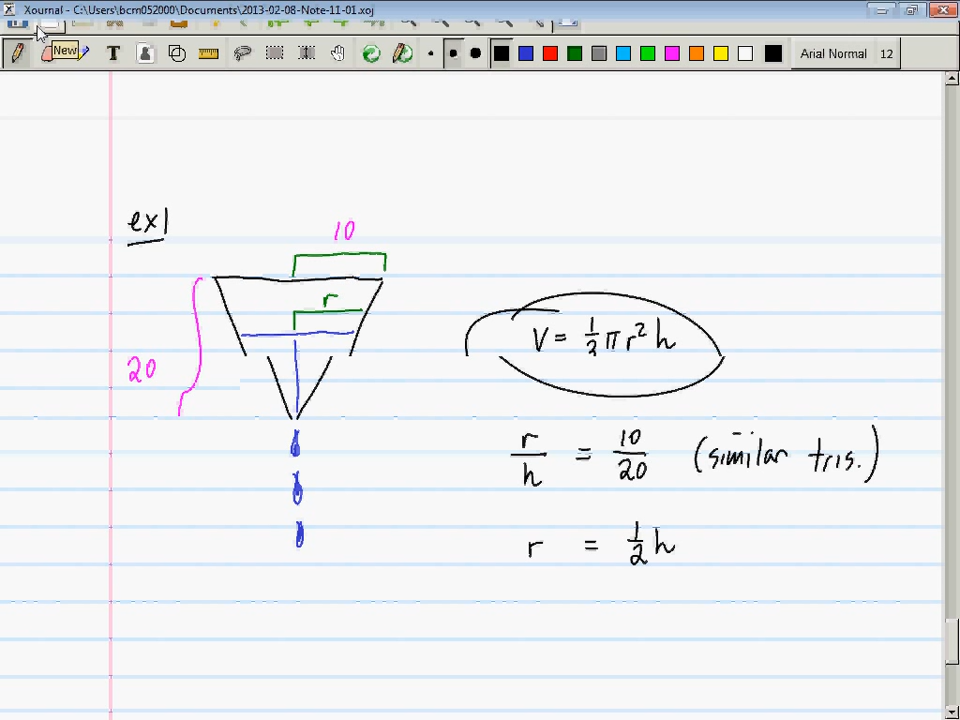 Xournal - C:\Users\bcrn052000\Documents\2013-02-08-Note-11-01.xoj
New
T
Arial Normal 12
ex1
10
r
20
V = 1/3 π r² h
r/h = 10/20 (similar tris.)
r = 1/2 h